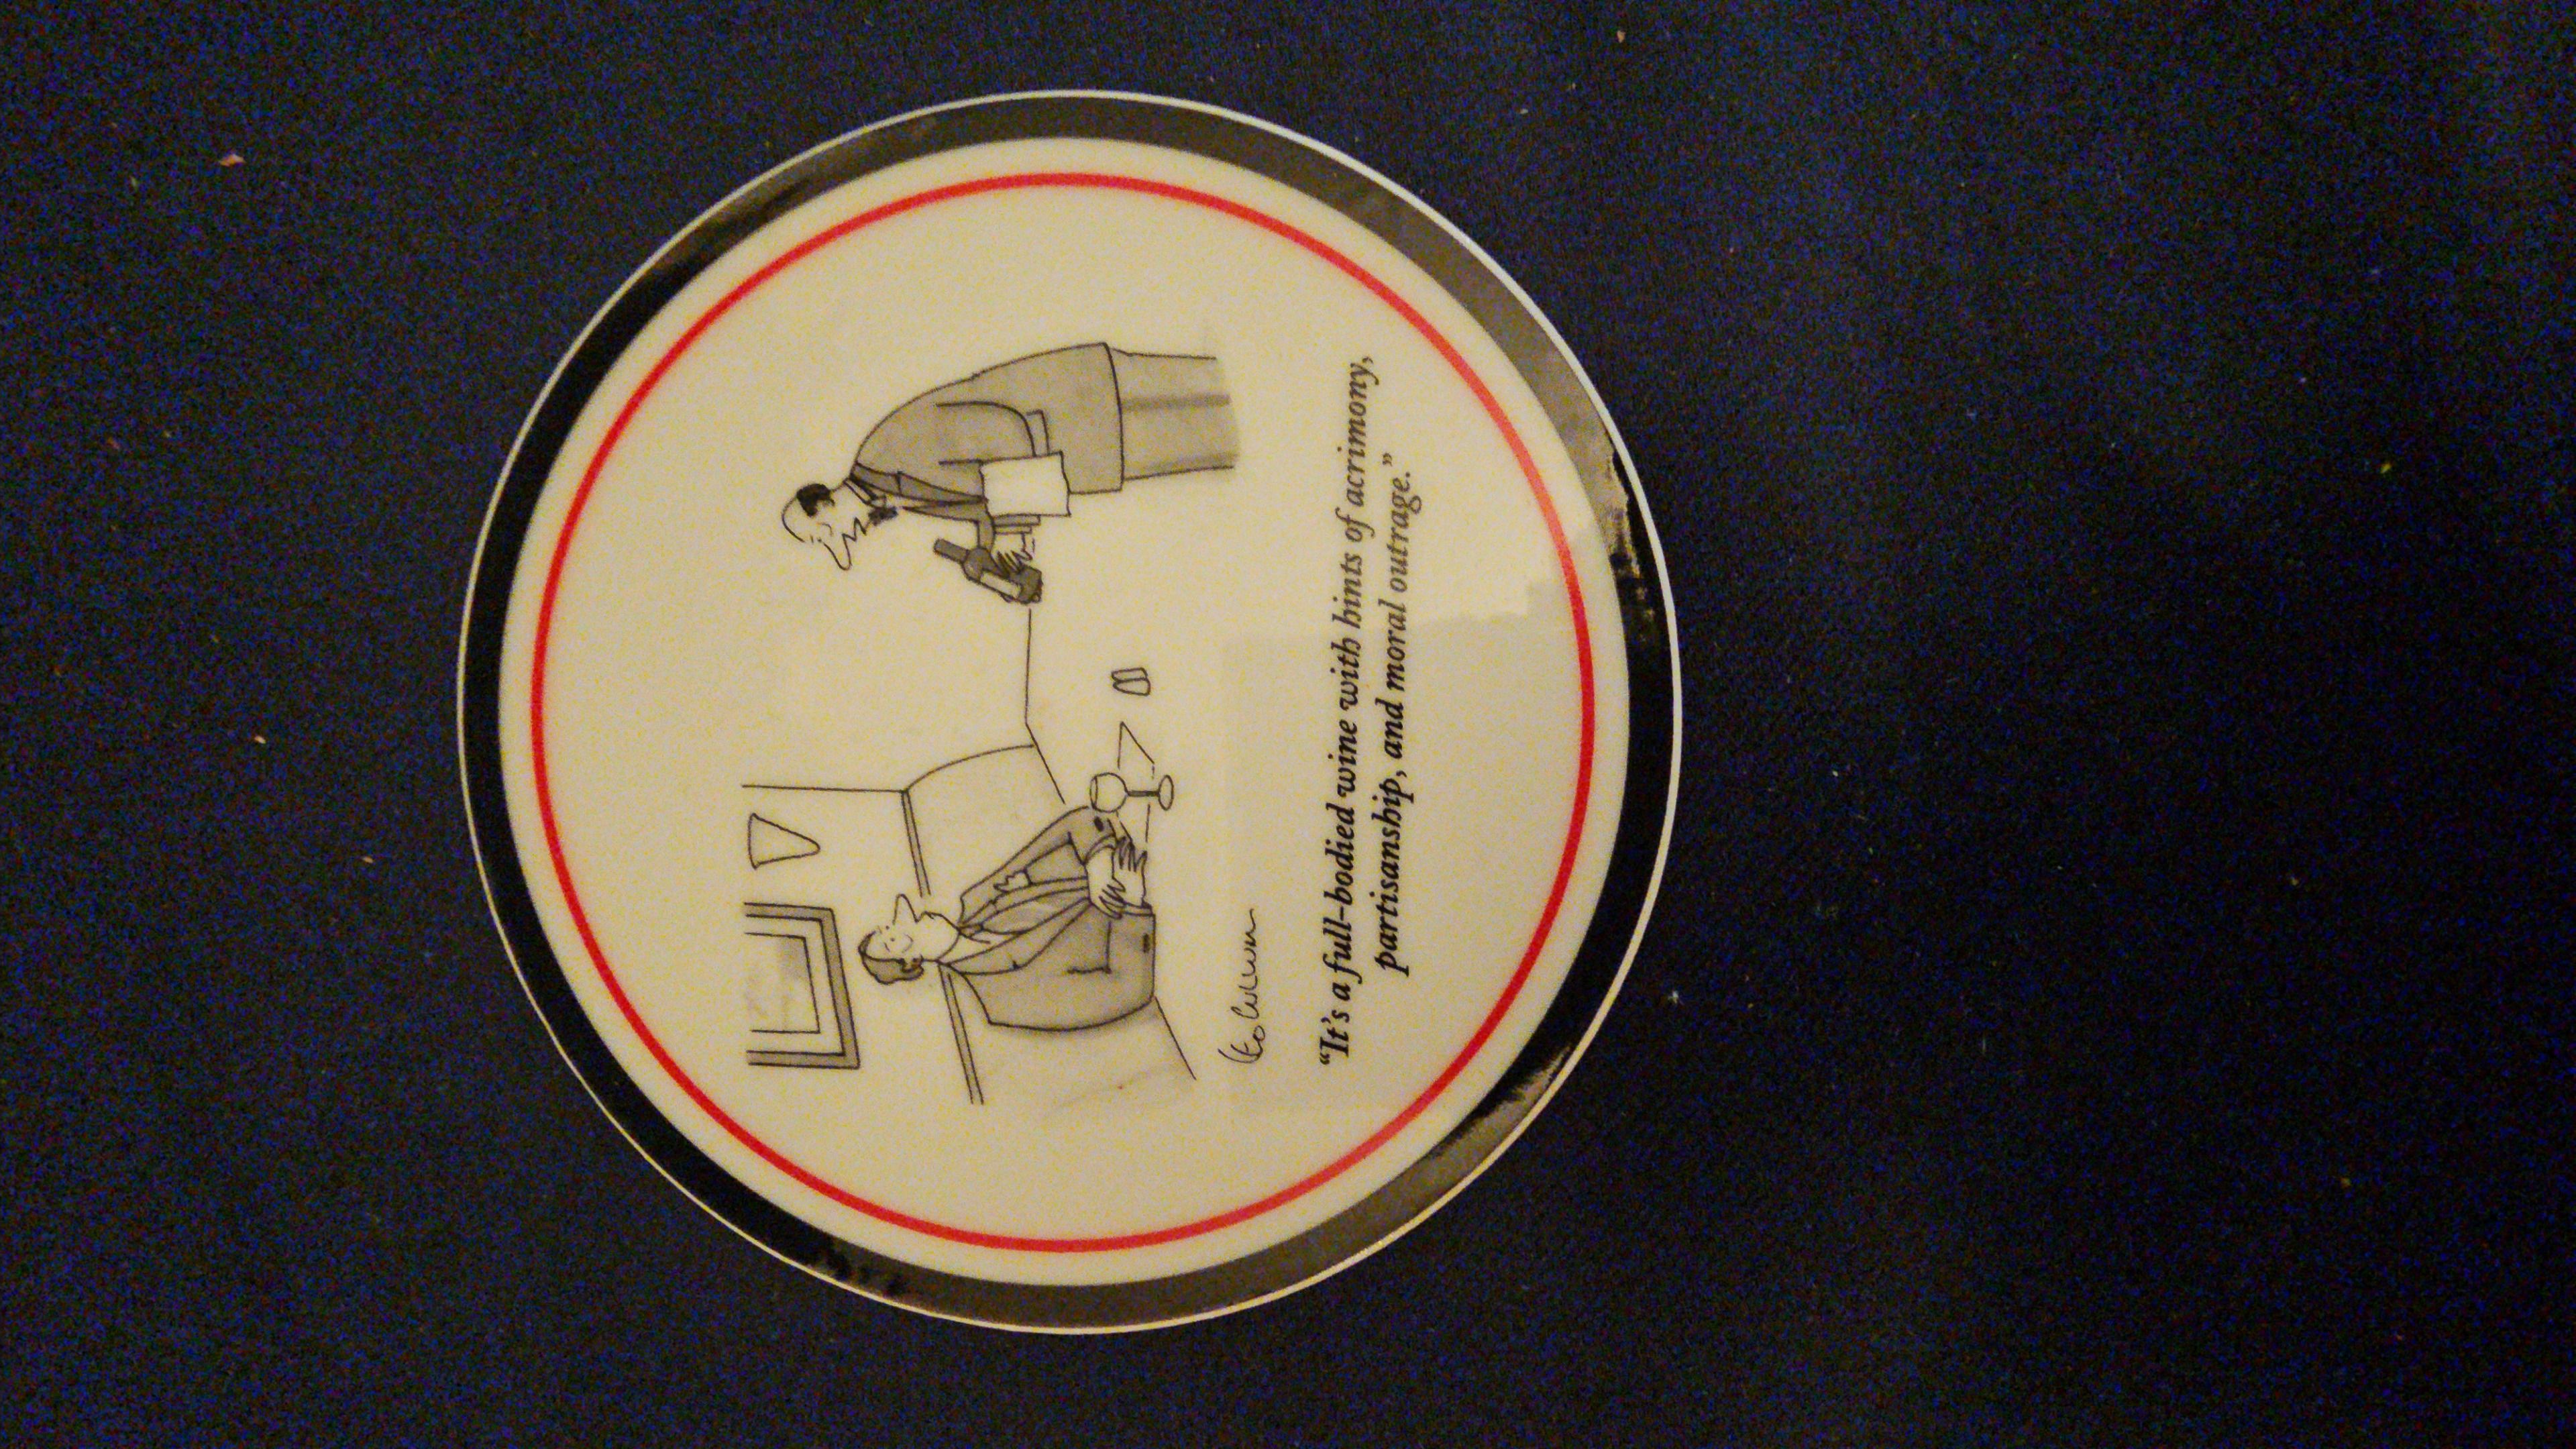 “It's a full-bodied wine with hints of acrimony,
partisanship, and moral outrage.”